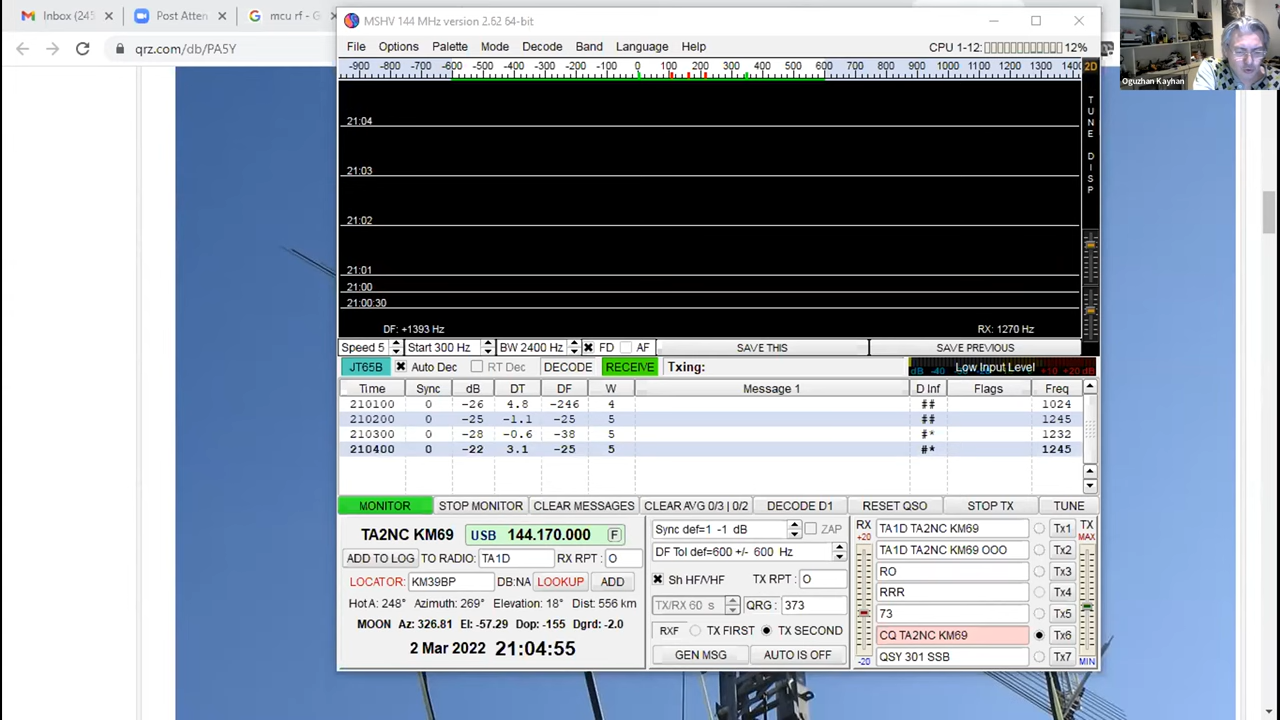 Inbox (245
Post Atten
mcu rf - G
qrz.com/db/PA5Y
MSHV 144 MHz version 2.62 64-bit
File Options Palette Mode Decode Band Language Help
CPU 1-12: 12%
-900 -800 -700 -600 -500 -400 -300 -200 -100 0 100 200 300 400 500 600 700 800 900 1000 1100 1200 1300 1400
2D
TUNE DISP
21:04
21:03
21:02
21:01
21:00
21:00:30
DF: +1393 Hz RX: 1270 Hz
Speed 5 Start 300 Hz BW 2400 Hz FD AF SAVE THIS SAVE PREVIOUS
JT65B Auto Dec RT Dec DECODE RECEIVE Txing: Low Input Level
Time Sync dB DT DF W Message 1 D Inf Flags Freq
210100 0 -26 4.8 -246 4 ## 1024
210200 0 -25 -1.1 -25 5 ## 1245
210300 0 -28 -0.6 -38 5 #* 1232
210400 0 -22 3.1 -25 5 #* 1245
MONITOR STOP MONITOR CLEAR MESSAGES CLEAR AVG 0/3 | 0/2 DECODE D1 RESET QSO STOP TX TUNE
TA2NC KM69 USB 144.170.000 F
ADD TO LOG TO RADIO: TA1D RX RPT : O
LOCATOR: KM39BP DB:NA LOOKUP ADD
Hot A: 248° Azimuth: 269° Elevation: 18° Dist: 556 km
MOON Az: 326.81 El: -57.29 Dop: -155 Dgrd: -2.0
2 Mar 2022 21:04:55
Sync def=1 -1 dB ZAP
DF Tol def=600 +/- 600 Hz
Sh HF/VHF TX RPT : O
TX/RX 60 s QRG : 373
RXF TX FIRST TX SECOND
GEN MSG AUTO IS OFF
RX +20 -20
TA1D TA2NC KM69 Tx1
TA1D TA2NC KM69 OOO Tx2
RO Tx3
RRR Tx4
73 Tx5
CQ TA2NC KM69 Tx6
QSY 301 SSB Tx7
TX MAX MIN
Oguzhan Kayhan